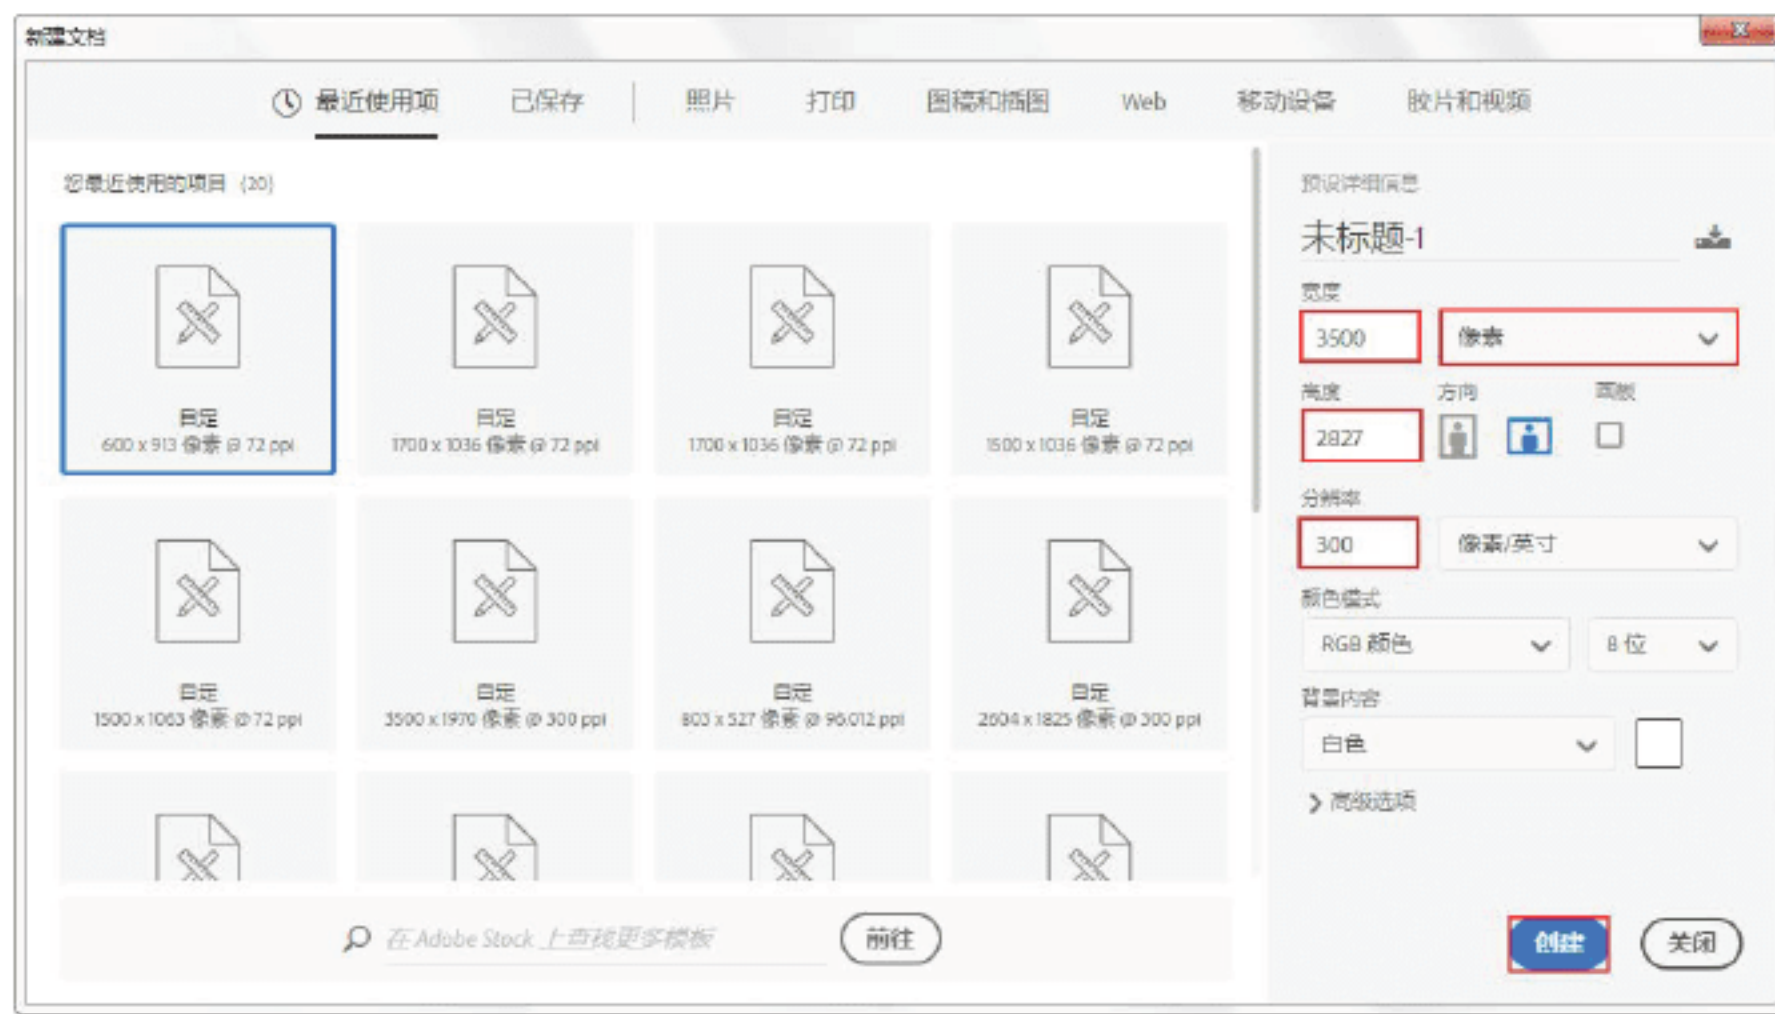 新建文档
最近使用项 已保存 照片 打印 图稿和插图 Web 移动设备 胶片和视频
您最近使用的项目 (20)
自定 自定 自定 自定
600 x 913 像素 @ 72 ppi 1700 x 1036 像素 @ 72 ppi 1700 x 1036 像素 @ 72 ppi 1500 x 1036 像素 @ 72 ppi
自定 自定 自定 自定
1500 x 1063 像素 @ 72 ppi 3500 x 1970 像素 @ 300 ppi 803 x 527 像素 @ 96.012 ppi 2604 x 1825 像素 @ 300 ppi
在 Adobe Stock 上查找更多模板 前往
预设详细信息
未标题-1
宽度
3500 像素
高度 方向 画板
2827
分辨率
300 像素/英寸
颜色模式
RGB 颜色 8 位
背景内容
白色
高级选项
创建 关闭